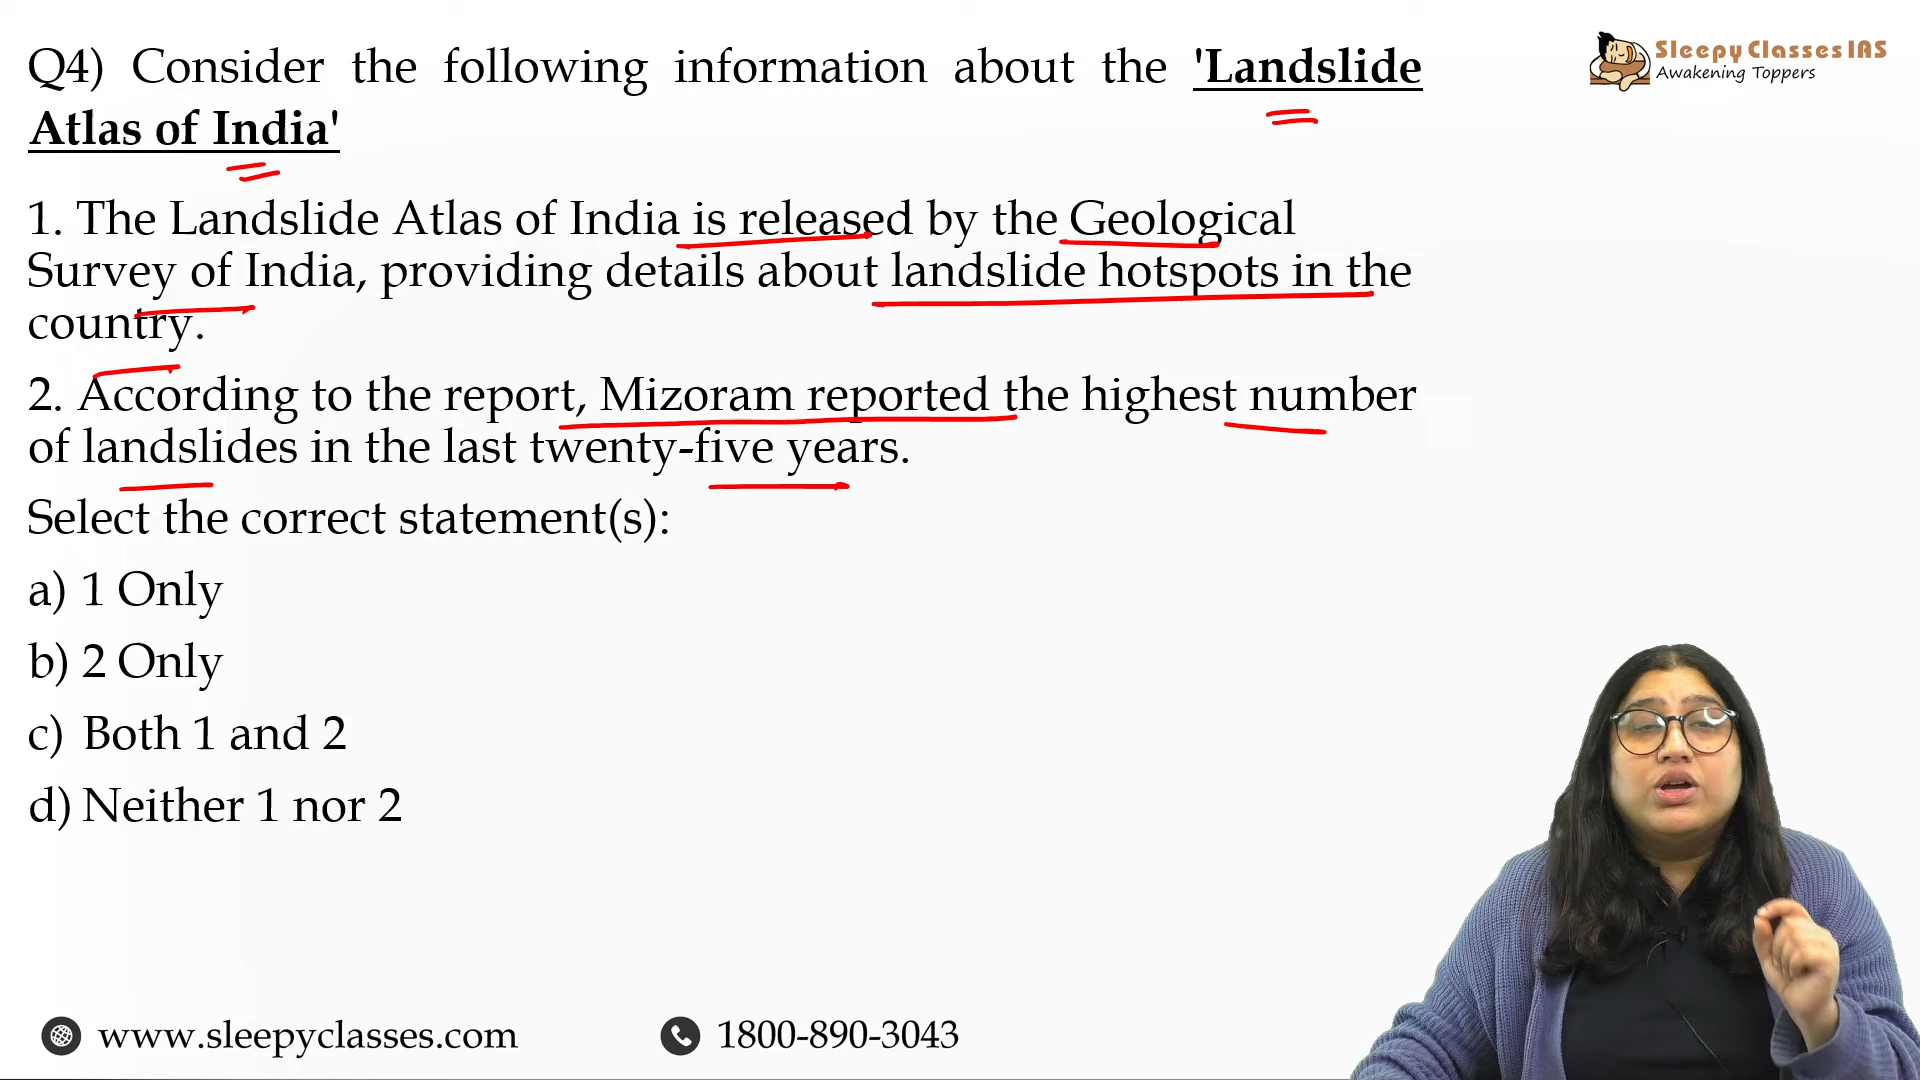 Q4) Consider the following information about the 'Landslide
Atlas of India'
Sleepy Classes IAS
Awakening Toppers
1. The Landslide Atlas of India is released by the Geological
Survey of India, providing details about landslide hotspots in the
country.
2. According to the report, Mizoram reported the highest number
of landslides in the last twenty-five years.
Select the correct statement(s):
a) 1 Only
b) 2 Only
c) Both 1 and 2
d) Neither 1 nor 2
www.sleepyclasses.com
1800-890-3043